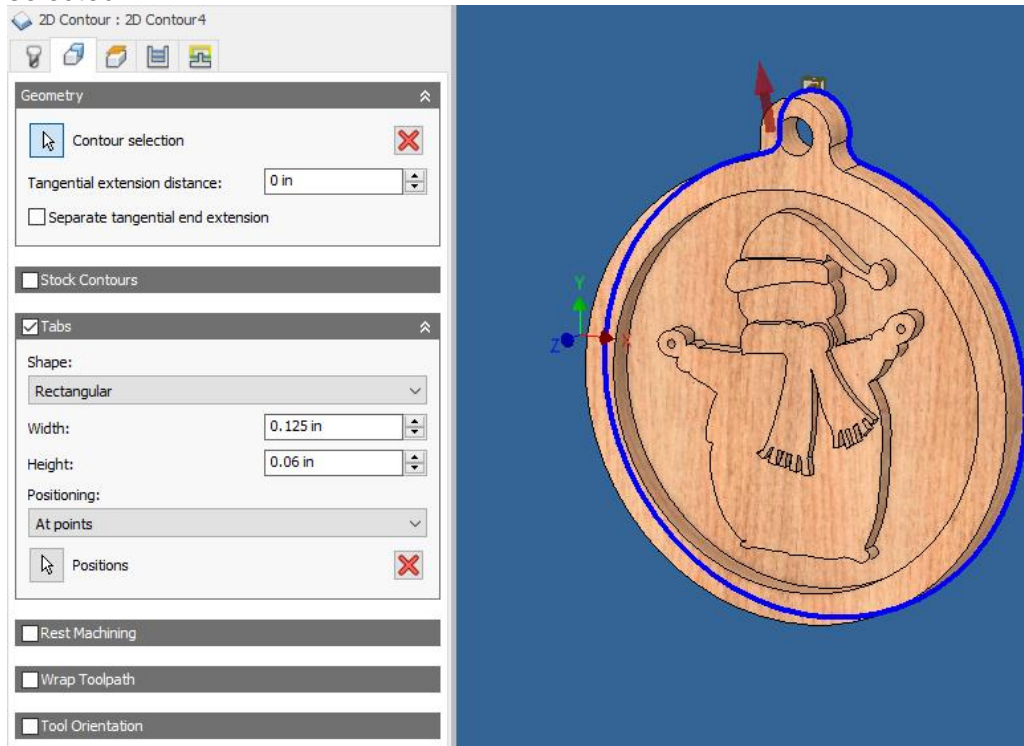 2D Contour : 2D Contour4
Geometry
Contour selection
Tangential extension distance: 0 in
Separate tangential end extension
Stock Contours
Tabs
Shape:
Rectangular
Width: 0.125 in
Height: 0.06 in
Positioning:
At points
Positions
Rest Machining
Wrap Toolpath
Tool Orientation
Y
Z X